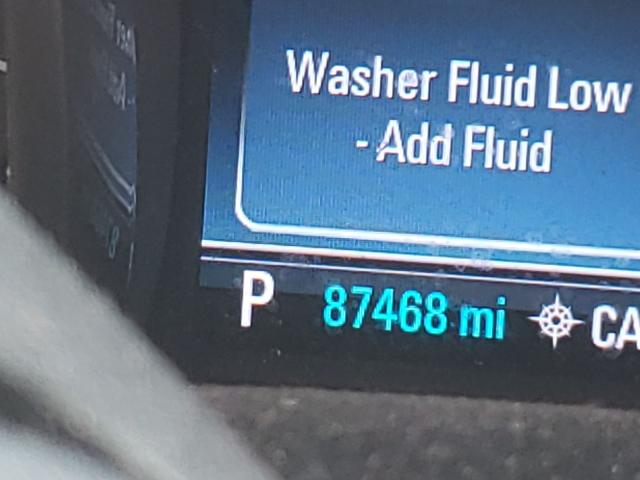 Washer Fluid Low
- Add Fluid
P 87468 mi CA